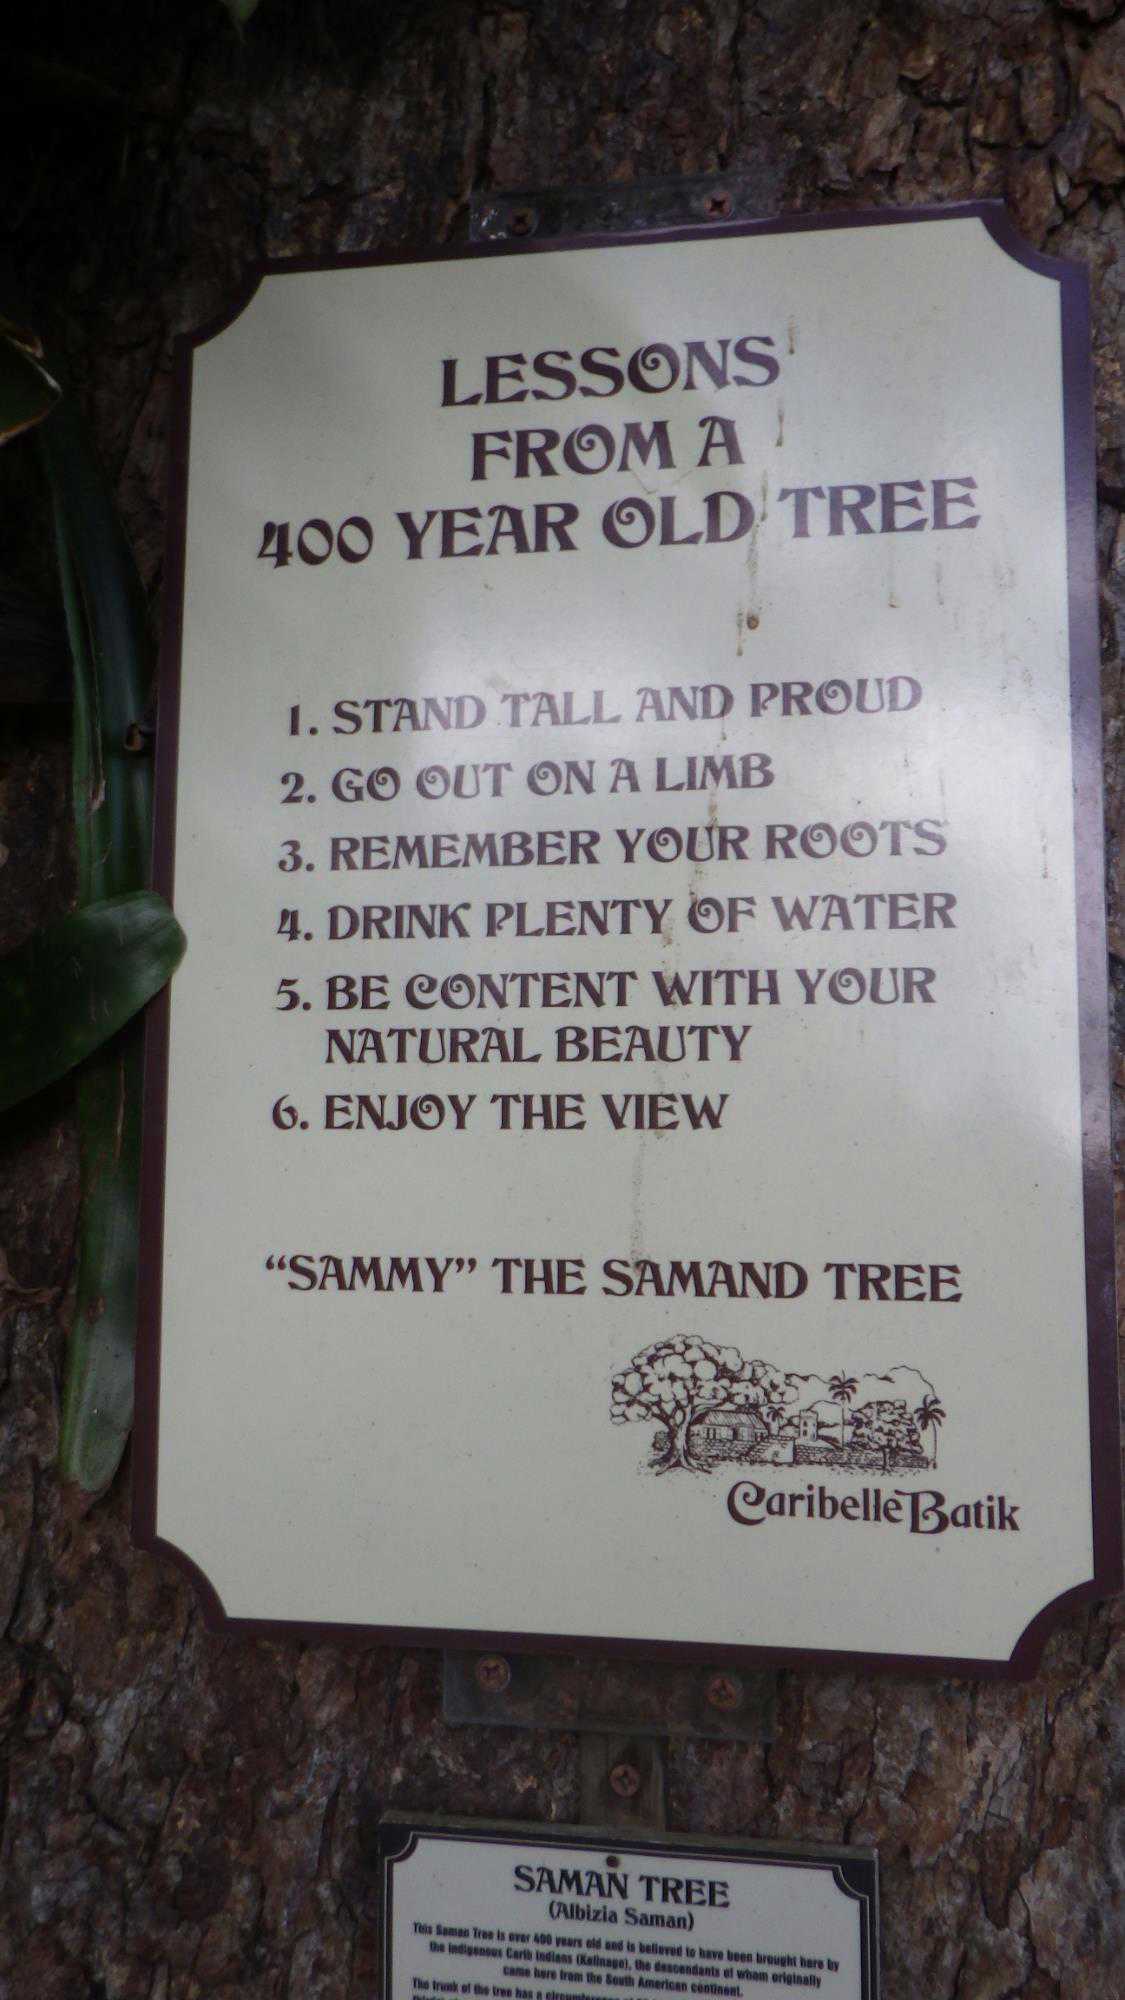 LESSONS
FROM A
400 YEAR OLD TREE
1. STAND TALL AND PROUD
2. GO OUT ON A LIMB
3. REMEMBER YOUR ROOTS
4. DRINK PLENTY OF WATER
5. BE CONTENT WITH YOUR
NATURAL BEAUTY
6. ENJOY THE VIEW
“SAMMY” THE SAMAND TREE
Caribelle Batik
SAMAN TREE
(Albizia Saman)
This Saman Tree is over 400 years old and is believed to have been brought here by
the indigenous Carib Indians (Kalinago), the descendants of whom originally
came here from the South American continent.
The trunk of the tree has a circumference of